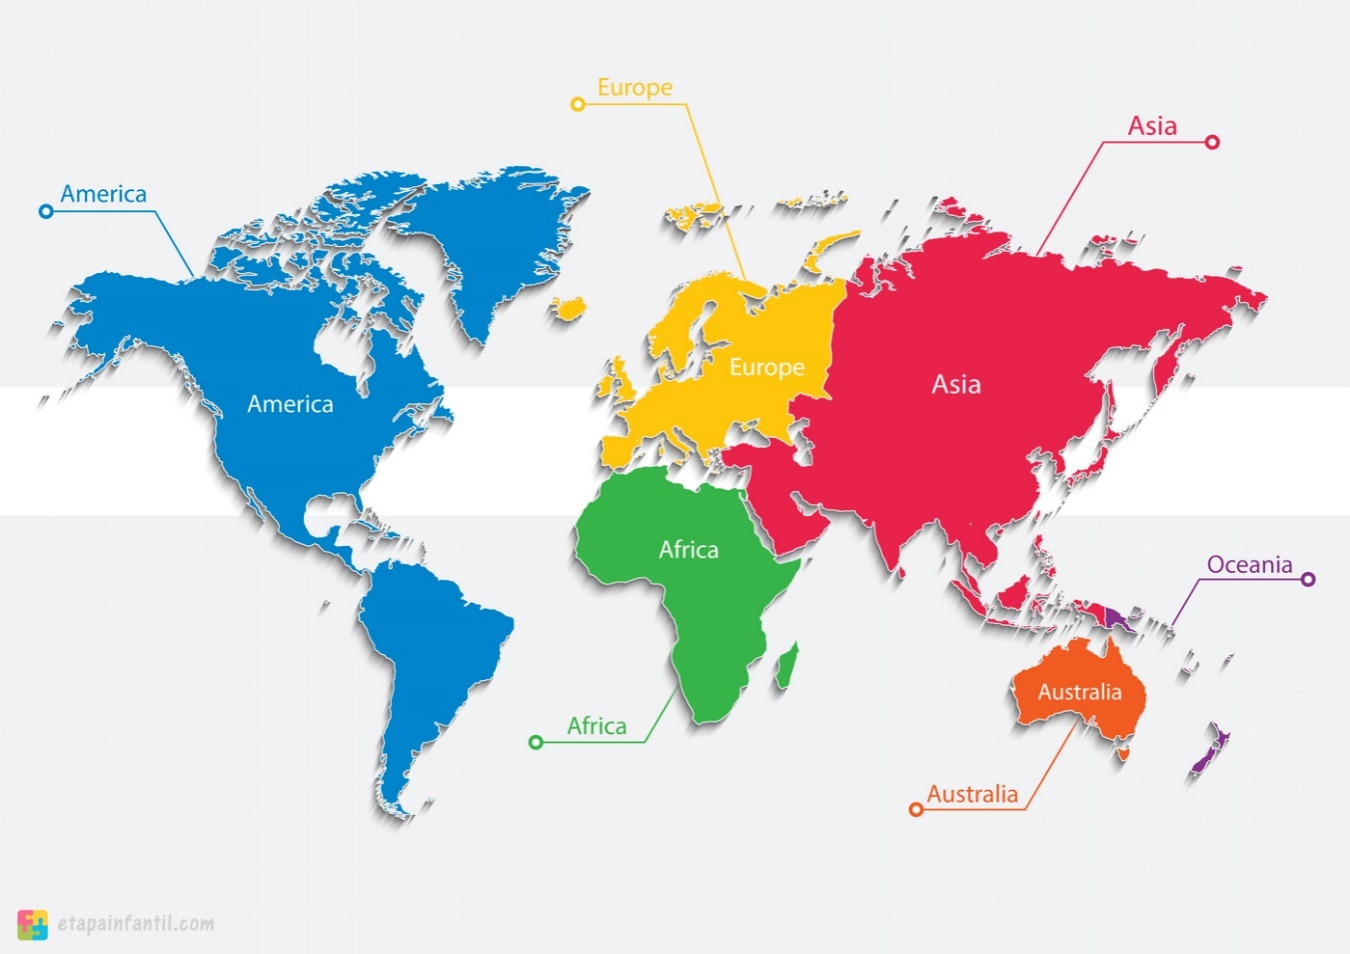 Europe
Asia
America
Europe
Asia
America
Africa
Oceania
Australia
Africa
Australia
etapainfantil.com